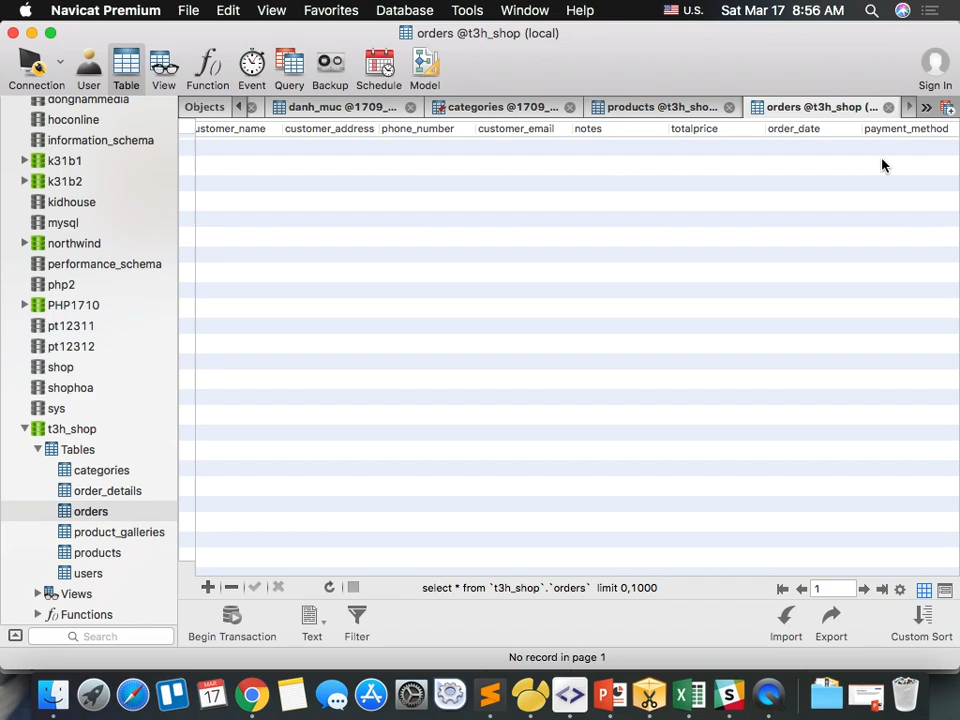 Navicat Premium File Edit View Favorites Database Tools Window Help U.S. Sat Mar 17 8:56 AM
orders @t3h_shop (local)
Connection User Table View Function Event Query Backup Schedule Model Sign In
Objects danh_muc @1709_... categories @1709_... products @t3h_sho... orders @t3h_shop (...
ustomer_name customer_address phone_number customer_email notes totalprice order_date payment_method
dongnammedia
hoconline
information_schema
k31b1
k31b2
kidhouse
mysql
northwind
performance_schema
php2
PHP1710
pt12311
pt12312
shop
shophoa
sys
t3h_shop
Tables
categories
order_details
orders
product_galleries
products
users
Views
Functions
Search
select * from `t3h_shop`.`orders` limit 0,1000
1
Begin Transaction Text Filter Import Export Custom Sort
No record in page 1
MAR
17